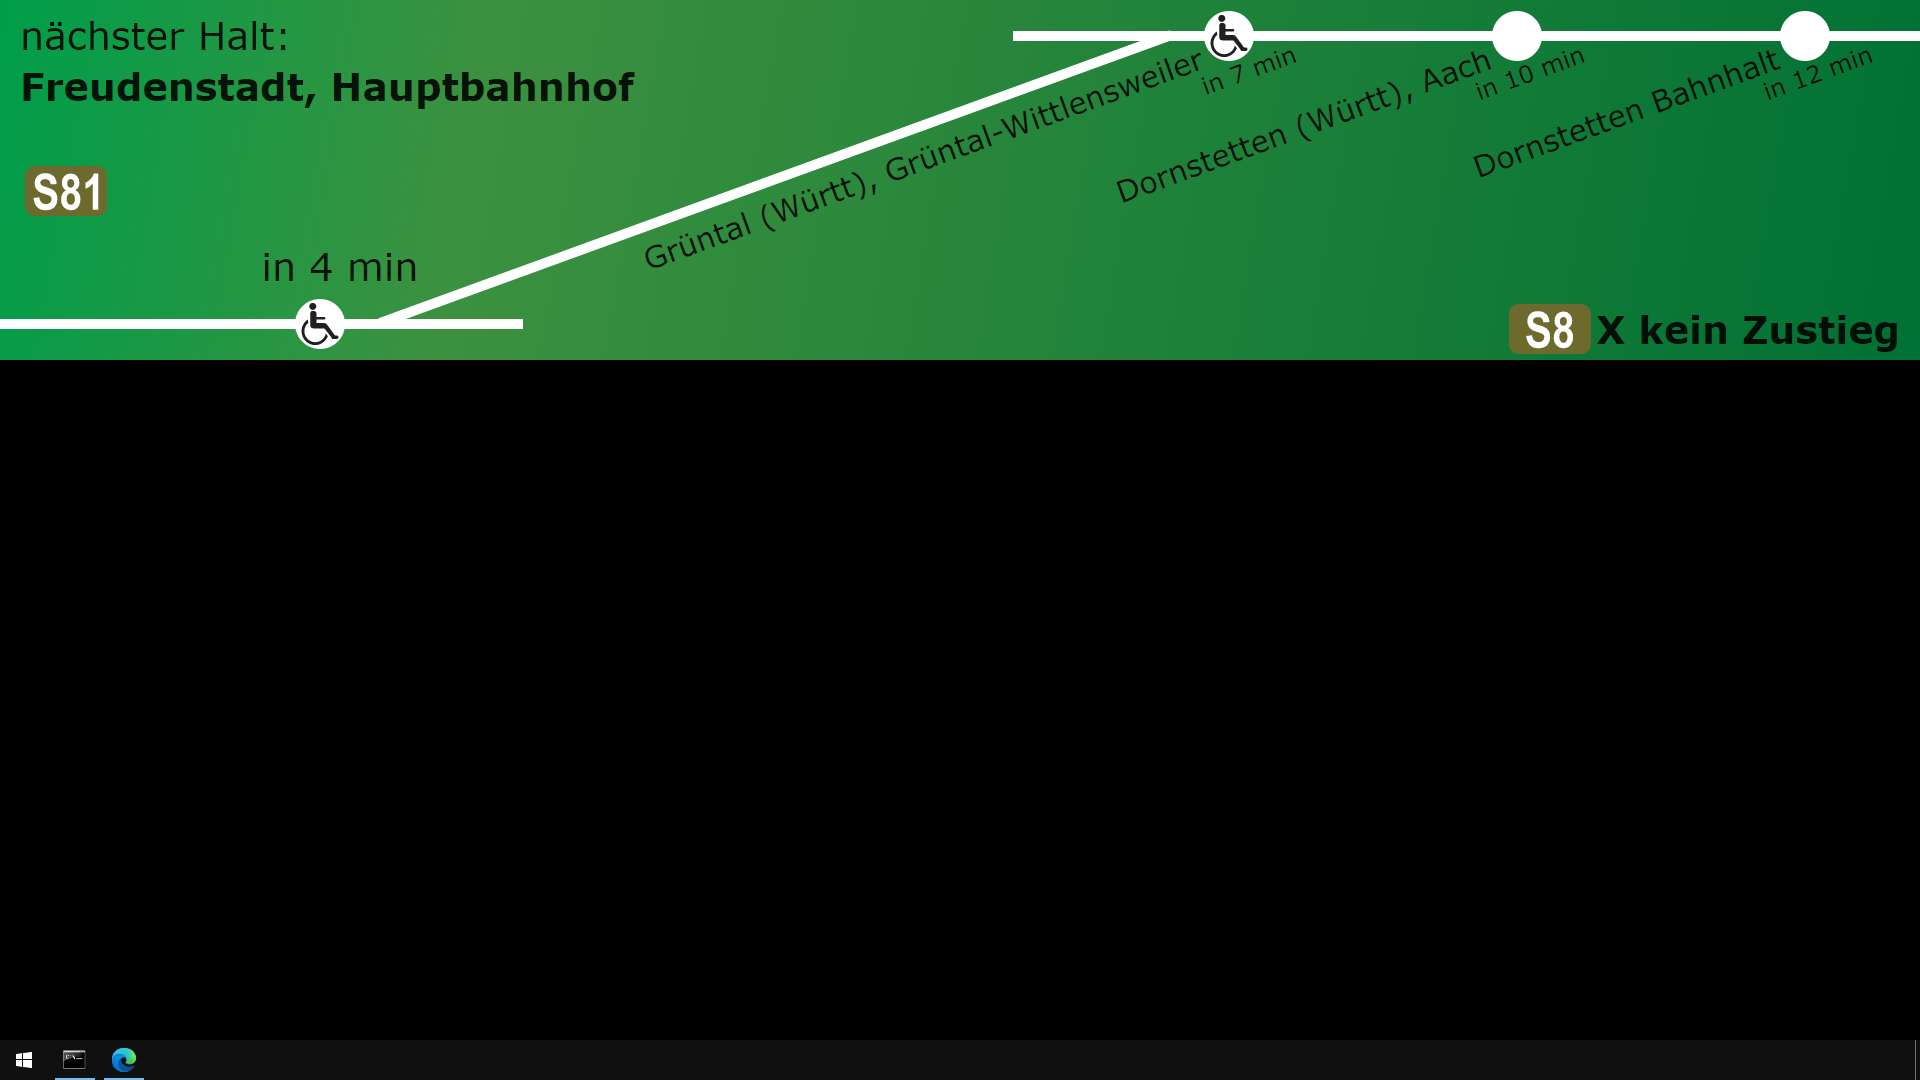 nächster Halt:
Freudenstadt, Hauptbahnhof
S81
in 4 min
Grüntal (Württ), Grüntal-Wittlensweiler
in 7 min
Dornstetten (Württ), Aach
in 10 min
Dornstetten Bahnhalt
in 12 min
S8 X kein Zustieg